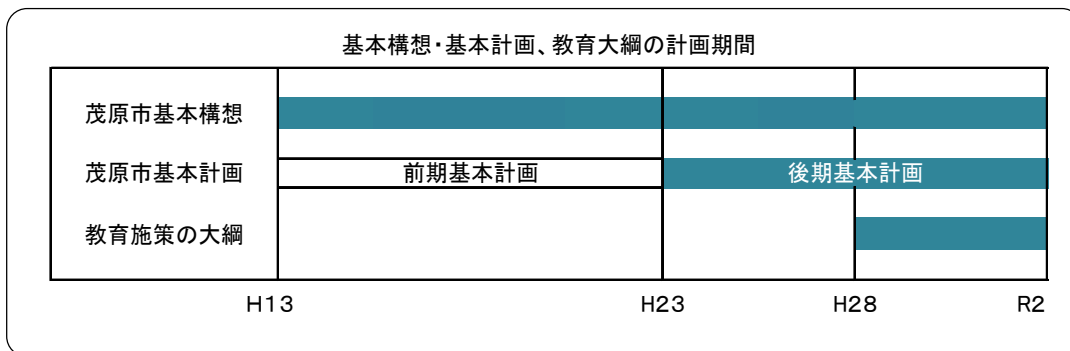 基本構想・基本計画、教育大綱の計画期間
茂原市基本構想
茂原市基本計画
前期基本計画
後期基本計画
教育施策の大綱
H13
H23
H28
R2